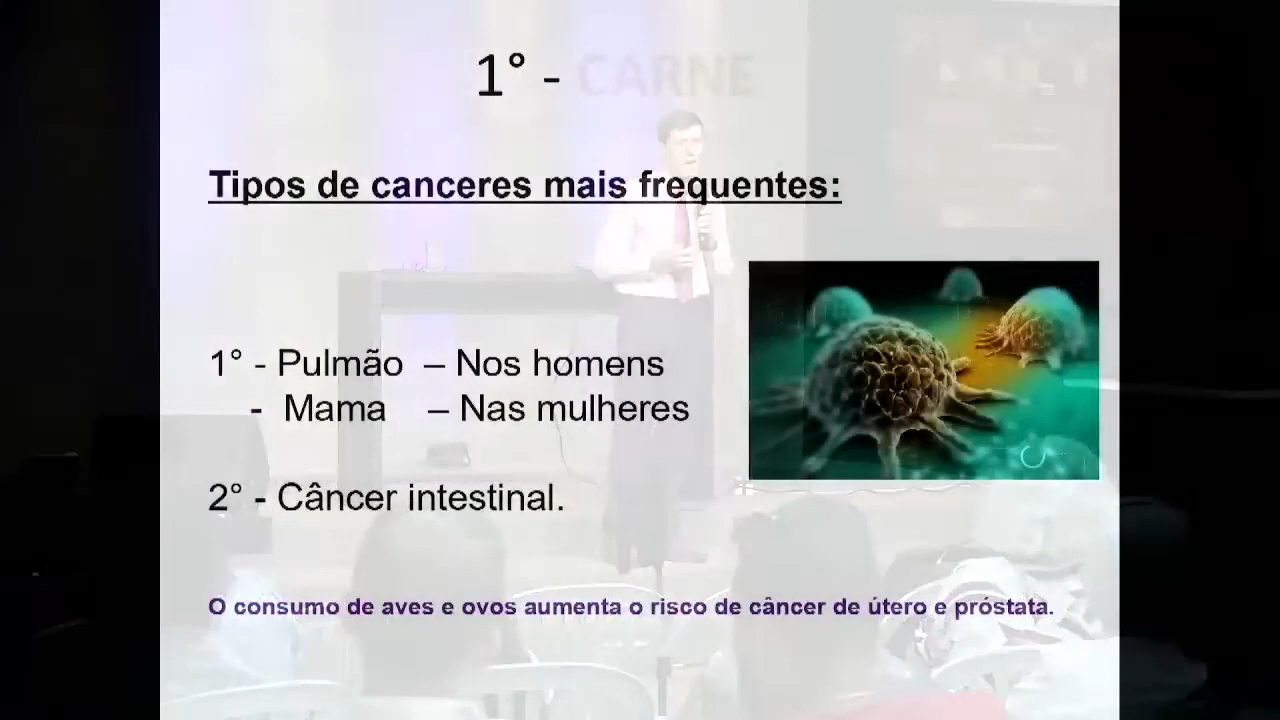 1° - CARNE
Tipos de canceres mais frequentes:
1° - Pulmão – Nos homens
- Mama – Nas mulheres
2° - Câncer intestinal.
O consumo de aves e ovos aumenta o risco de câncer de útero e próstata.